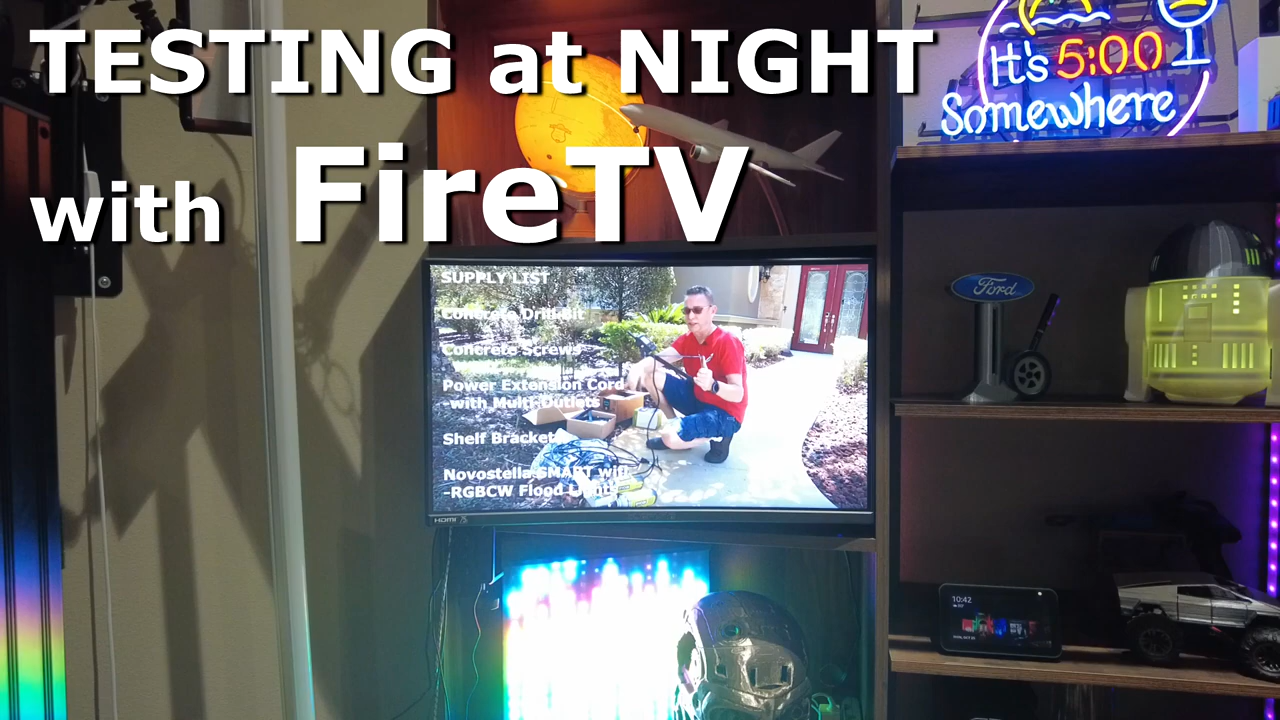 TESTING at NIGHT
with FireTV
It's 5:00
Somewhere
SUPPLY LIST
Concrete Drill Bit
Concrete Screws
Power Extension Cord
-with Multi Outlets
Shelf Brackets
Novostella SMART wifi
-RGBCW Flood Lights
HDMI
Ford
10:42